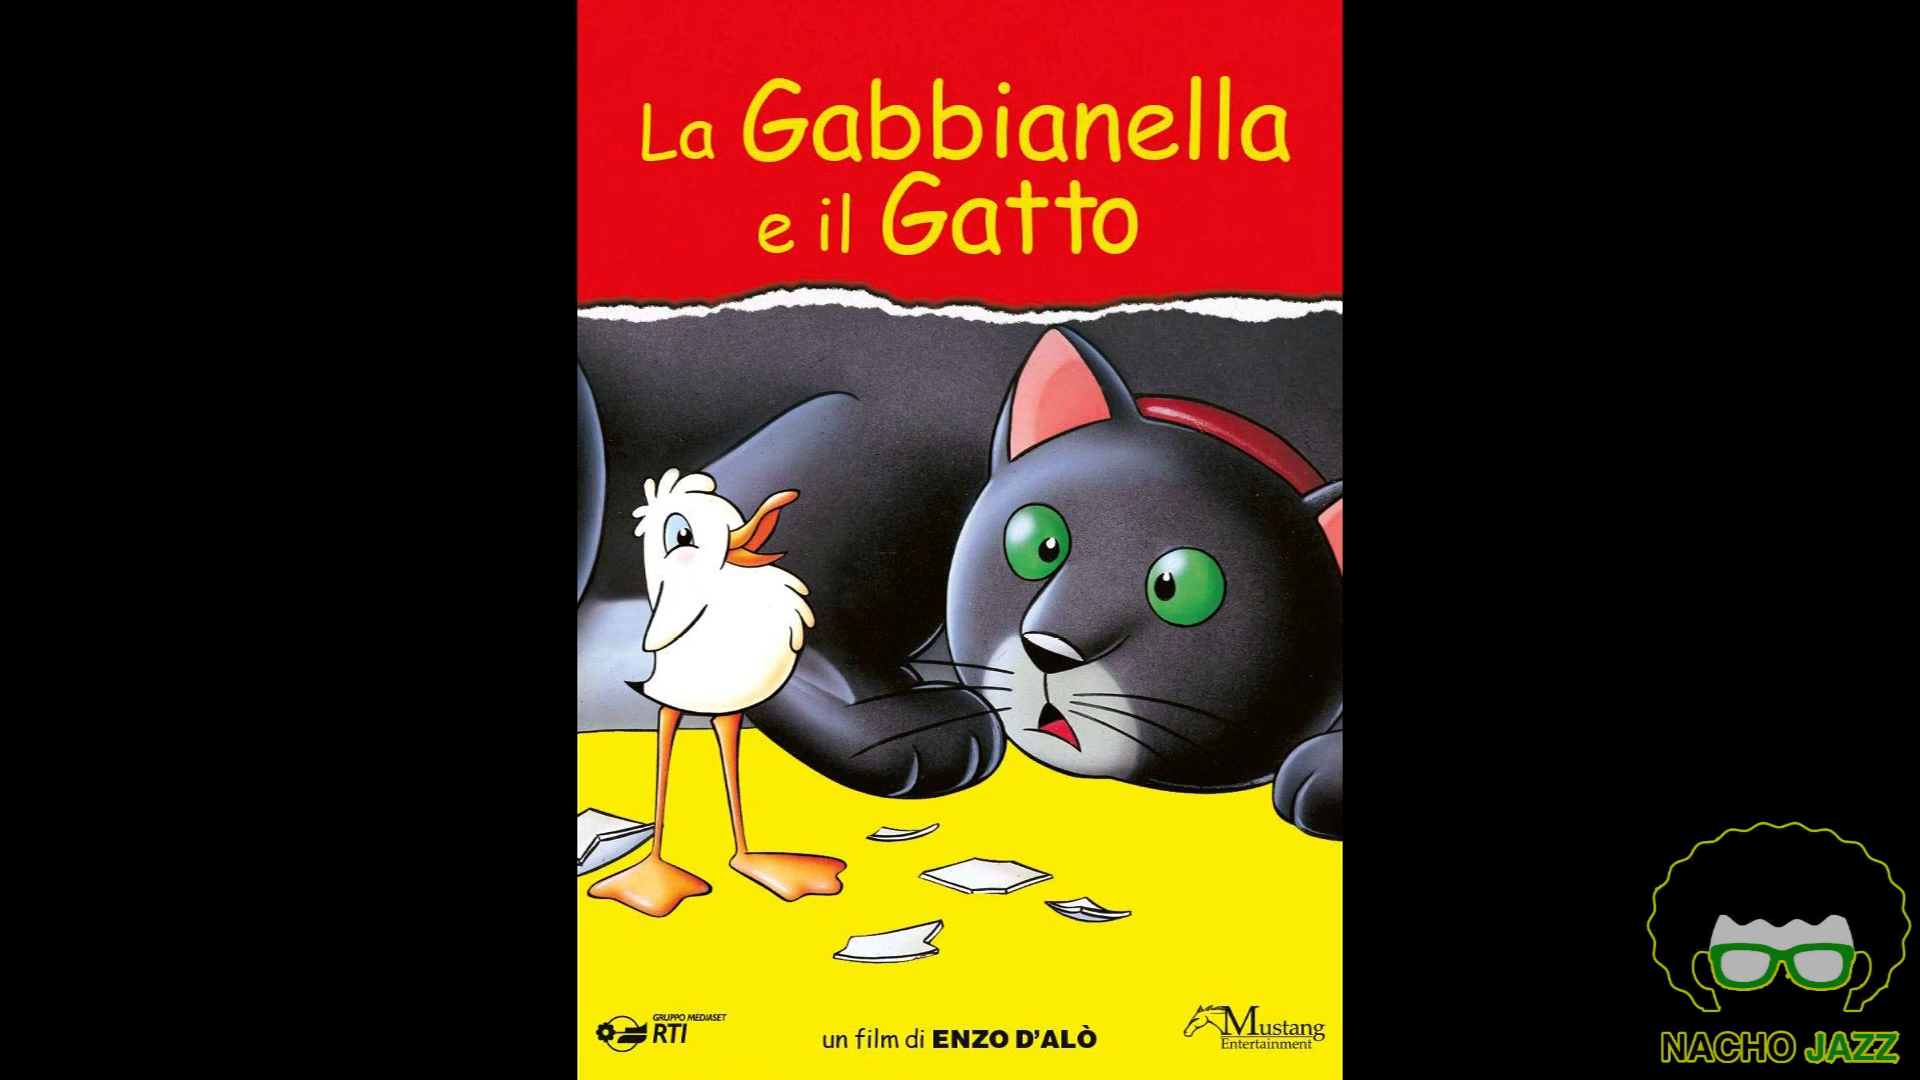 La Gabbianella
e il Gatto
GRUPPO MEDIASET
RTI
un film di ENZO D'ALÒ
Mustang
Entertainment
NACHO JAZZ